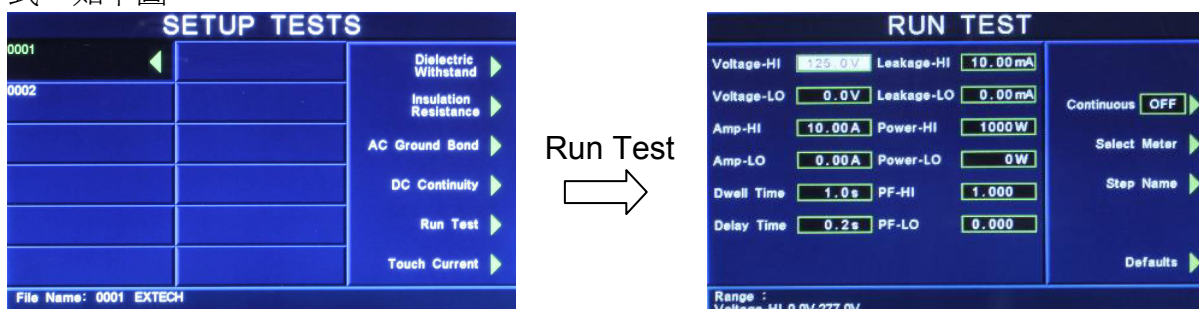 如下圖
SETUP TESTS
0001
0002
Dielectric
Withstand
Insulation
Resistance
AC Ground Bond
DC Continuity
Run Test
Touch Current
File Name: 0001 EXTECH
Run Test
RUN TEST
Voltage-HI 125.0V Leakage-HI 10.00mA
Voltage-LO 0.0V Leakage-LO 0.00mA
Amp-HI 10.00A Power-HI 1000W
Amp-LO 0.00A Power-LO 0W
Dwell Time 1.0s PF-HI 1.000
Delay Time 0.2s PF-LO 0.000
Continuous OFF
Select Meter
Step Name
Defaults
Range :
Voltage-HI 0.0V-277.0V